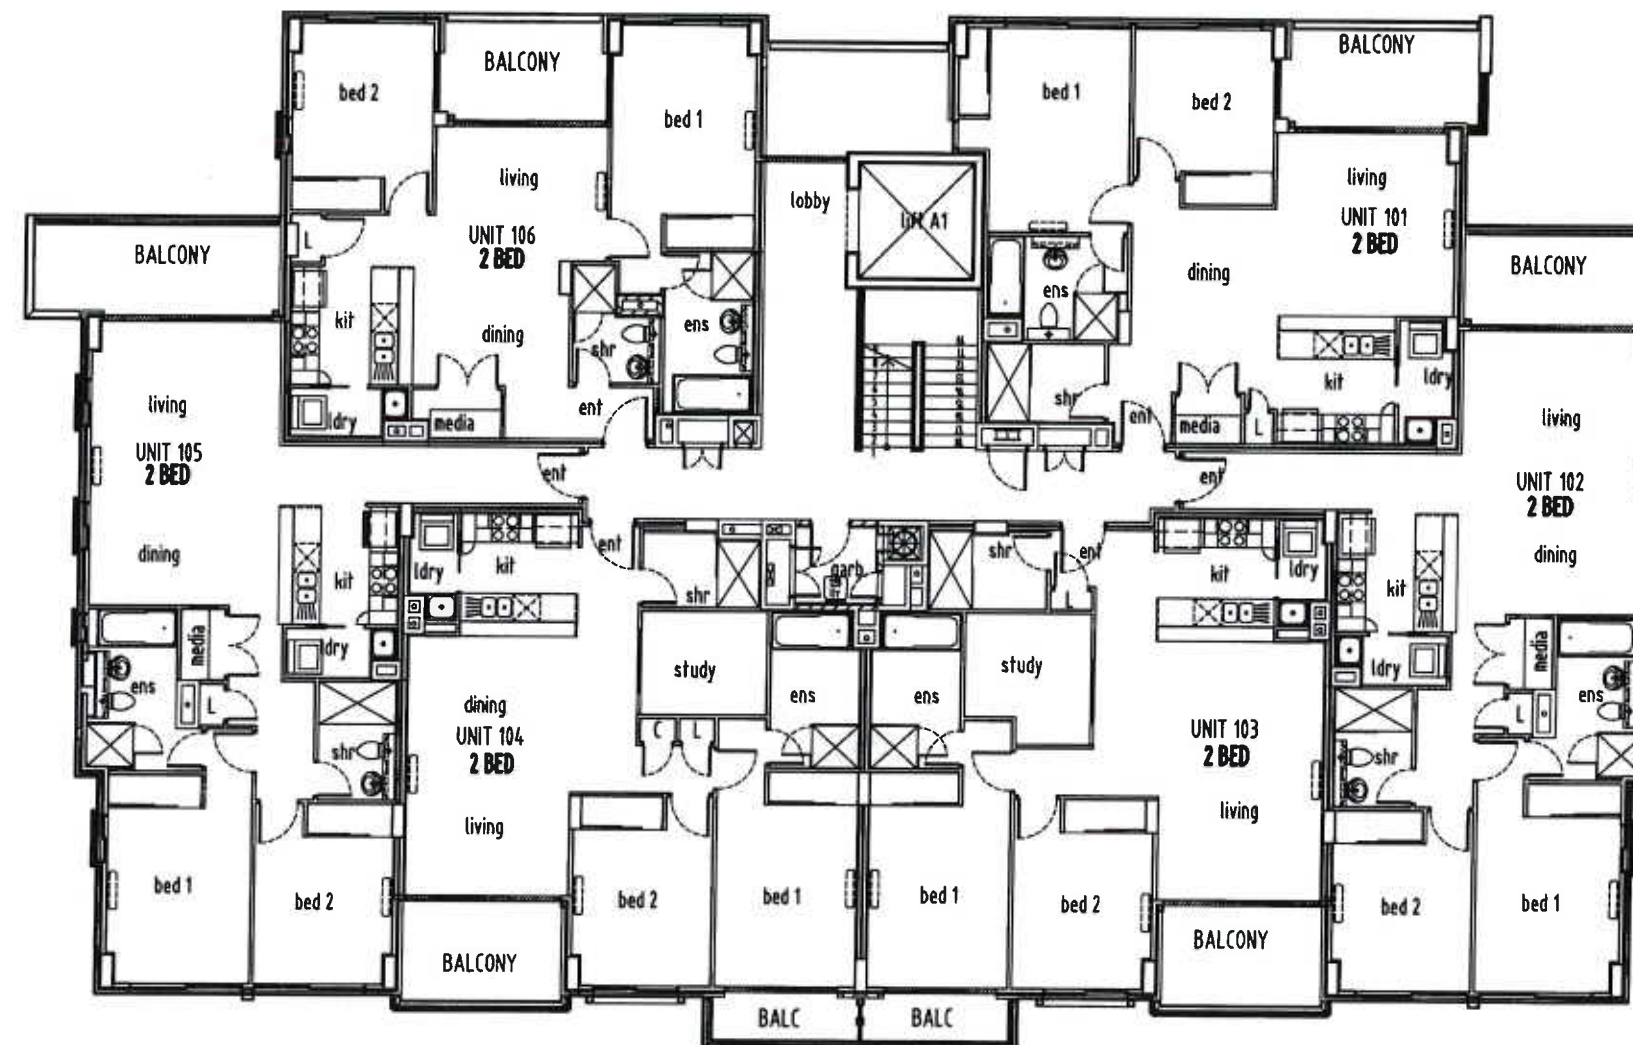 BALCONY
bed 2
bed 1
living
UNIT 106
2 BED
L
kit
dining
ens
shr
ldry
media
ent
lobby
lift A1
BALCONY
bed 1
bed 2
living
UNIT 101
2 BED
dining
ens
shr
kit
ldry
ent
media
L
BALCONY
living
UNIT 105
2 BED
dining
ent
kit
ldry
media
ens
L
shr
bed 1
bed 2
BALCONY
living
UNIT 102
2 BED
dining
ent
kit
ldry
media
ens
L
shr
bed 2
bed 1
ldry
kit
ent
shr
garb
study
dining
UNIT 104
2 BED
ens
C
L
living
bed 2
bed 1
BALCONY
BALC
shr
ent
L
kit
ldry
study
ens
UNIT 103
2 BED
living
bed 1
bed 2
BALCONY
BALC